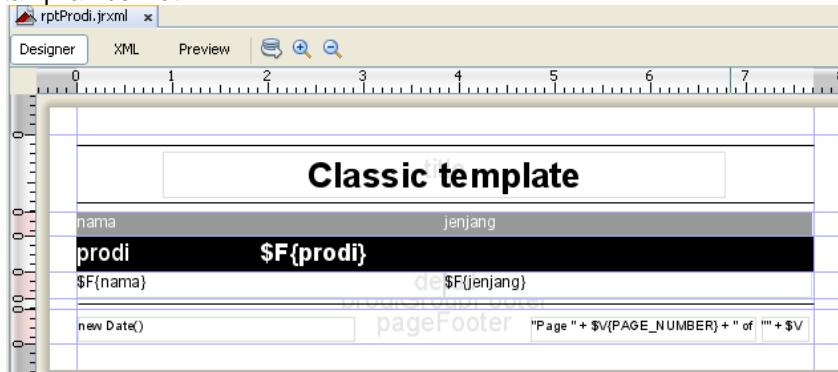 rptProdi.jrxml x
Designer XML Preview
0 1 2 3 4 5 6 7
title
Classic template
nama jenjang
prodi $F{prodi}
$F{nama} $F{jenjang}
prodiGroupFooter
pageFooter
new Date() "Page " + $V{PAGE_NUMBER} + " of "" + $V